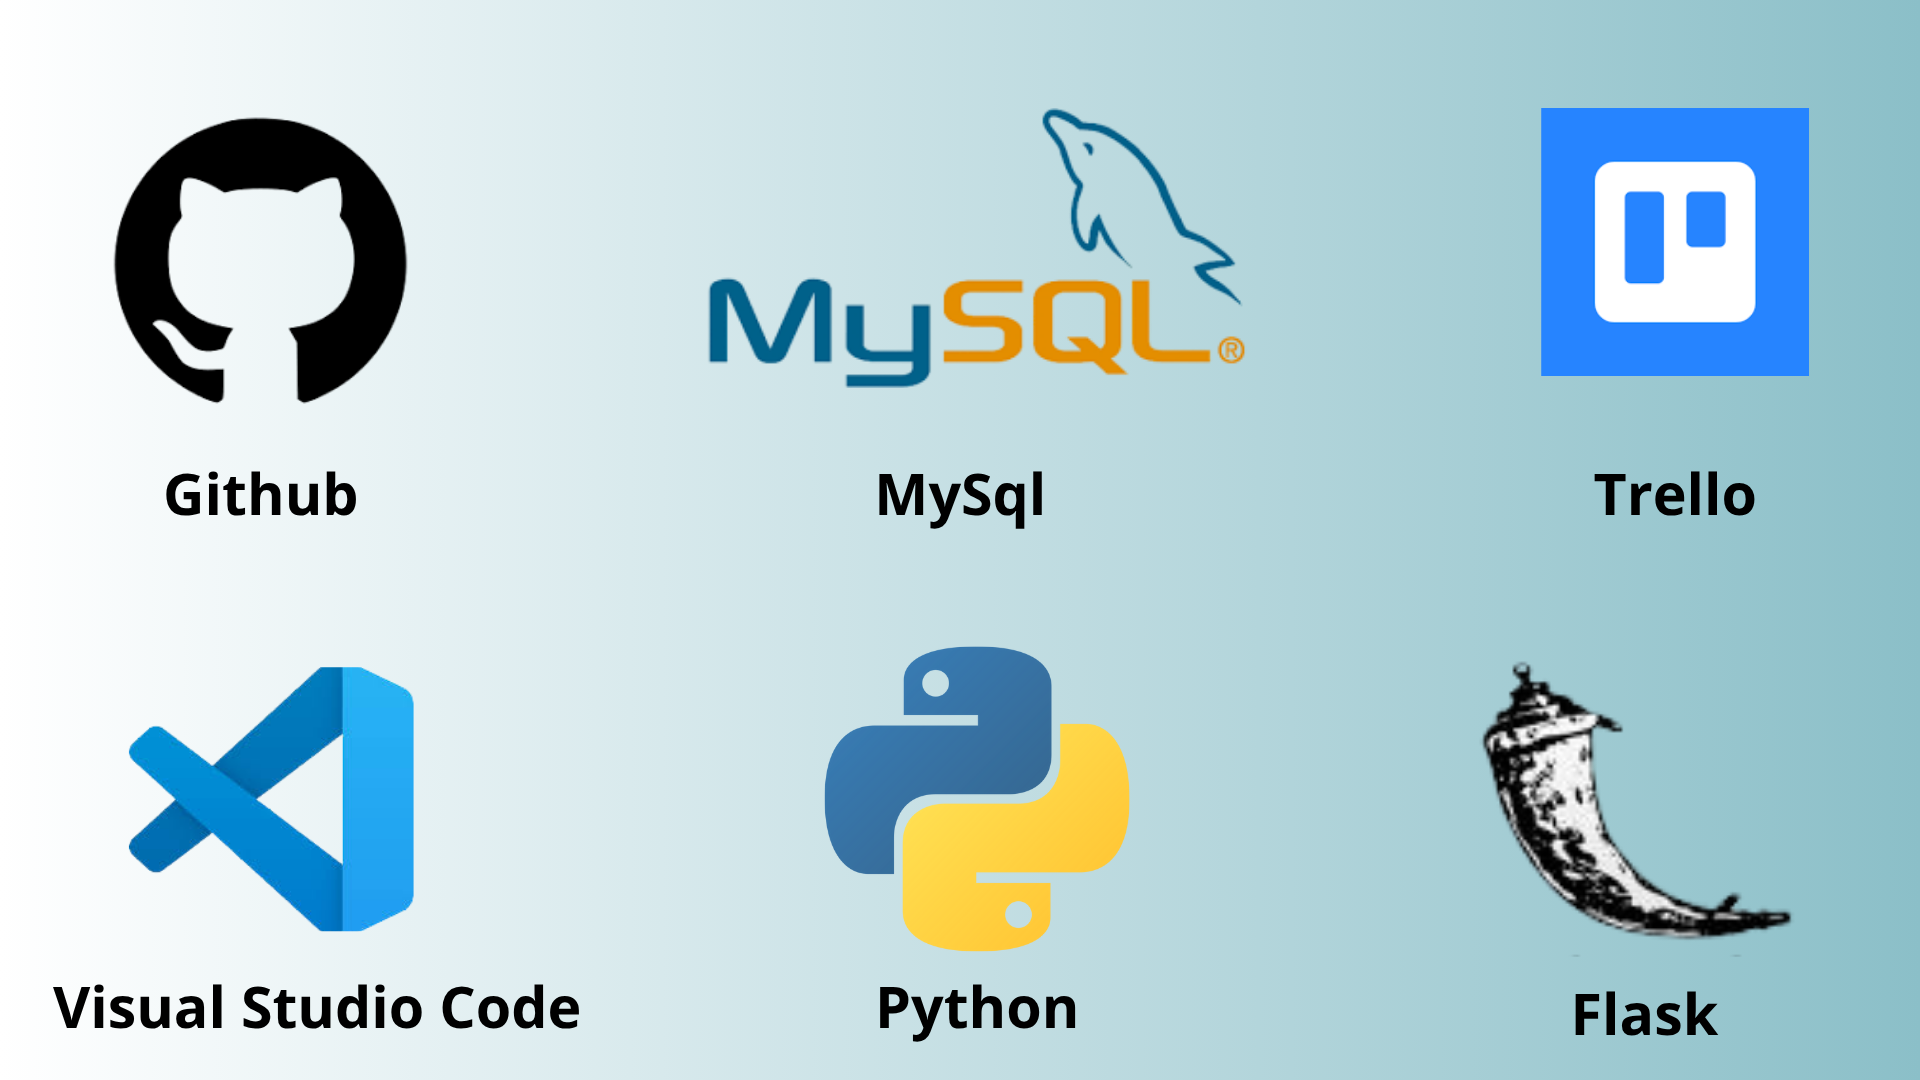 MySQL®
Github
MySql
Trello
Visual Studio Code
Python
Flask